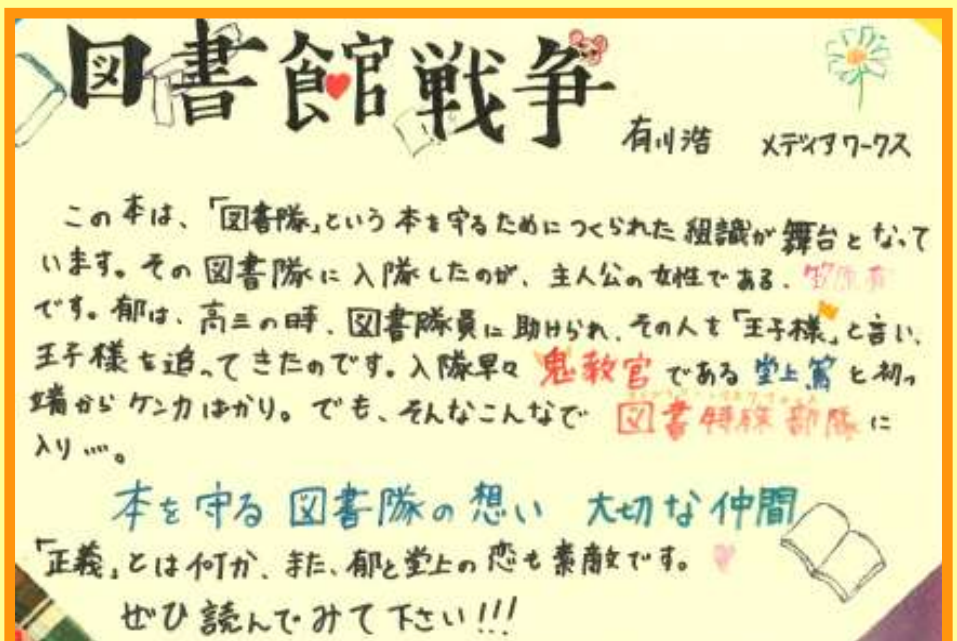 図書館戦争
有川浩 メディアワークス
この本は、「図書隊」という本を守るためにつくられた組識が舞台となって
います。その図書隊に入隊したのが、主人公の女性である、笠原郁
です。郁は、高三の時、図書隊員に助けられ、その人を「王子様」と言い、
王子様を追ってきたのです。入隊早々鬼教官である堂上篤と初っ
端からケンカばかり。でも、そんなこんなで 図書特殊部隊に
入り…。
本を守る図書隊の想い 大切な仲間
「正義」とは何か、また、郁と堂上の恋も素敵です。
ぜひ読んでみて下さい!!!